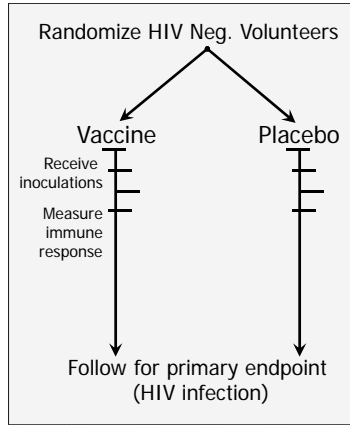 Randomize HIV Neg. Volunteers
Vaccine
Placebo
Receive
inoculations
Measure
immune
response
Follow for primary endpoint
(HIV infection)